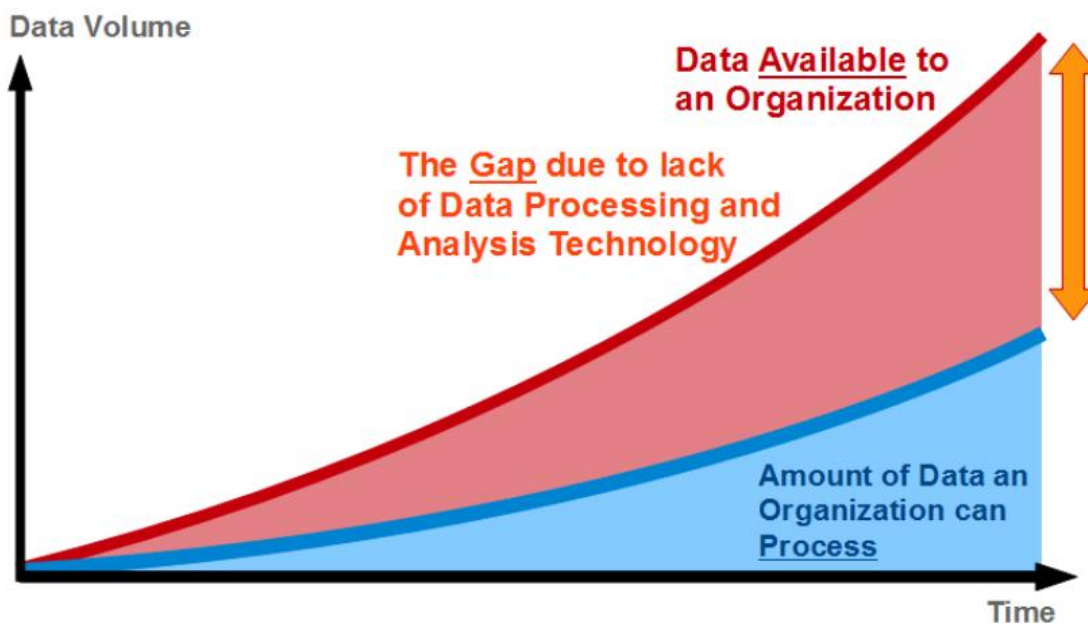 Data Volume
Data Available to
an Organization
The Gap due to lack
of Data Processing and
Analysis Technology
Amount of Data an
Organization can
Process
Time